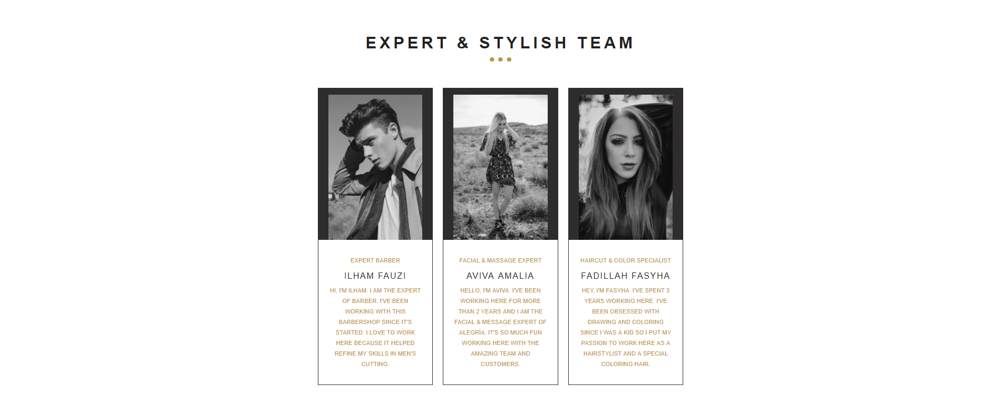 EXPERT & STYLISH TEAM
EXPERT BARBER
ILHAM FAUZI
HI, I'M ILHAM. I AM THE EXPERT
OF BARBER. I'VE BEEN
WORKING WITH THIS
BARBERSHOP SINCE IT'S
STARTED. I LOVE TO WORK
HERE BECAUSE IT HELPED
REFINE MY SKILLS IN MEN'S
CUTTING.
FACIAL & MASSAGE EXPERT
AVIVA AMALIA
HELLO, I'M AVIVA. I'VE BEEN
WORKING HERE FOR MORE
THAN 2 YEARS AND I AM THE
FACIAL & MESSAGE EXPERT OF
ALEGRÍA. IT'S SO MUCH FUN
WORKING HERE WITH THE
AMAZING TEAM AND
CUSTOMERS.
HAIRCUT & COLOR SPECIALIST
FADILLAH FASYHA
HEY, I'M FASYHA. I'VE SPENT 3
YEARS WORKING HERE. I'VE
BEEN OBSESSED WITH
DRAWING AND COLORING
SINCE I WAS A KID SO I PUT MY
PASSION TO WORK HERE AS A
HAIRSTYLIST AND A SPECIAL
COLORING HAIR.